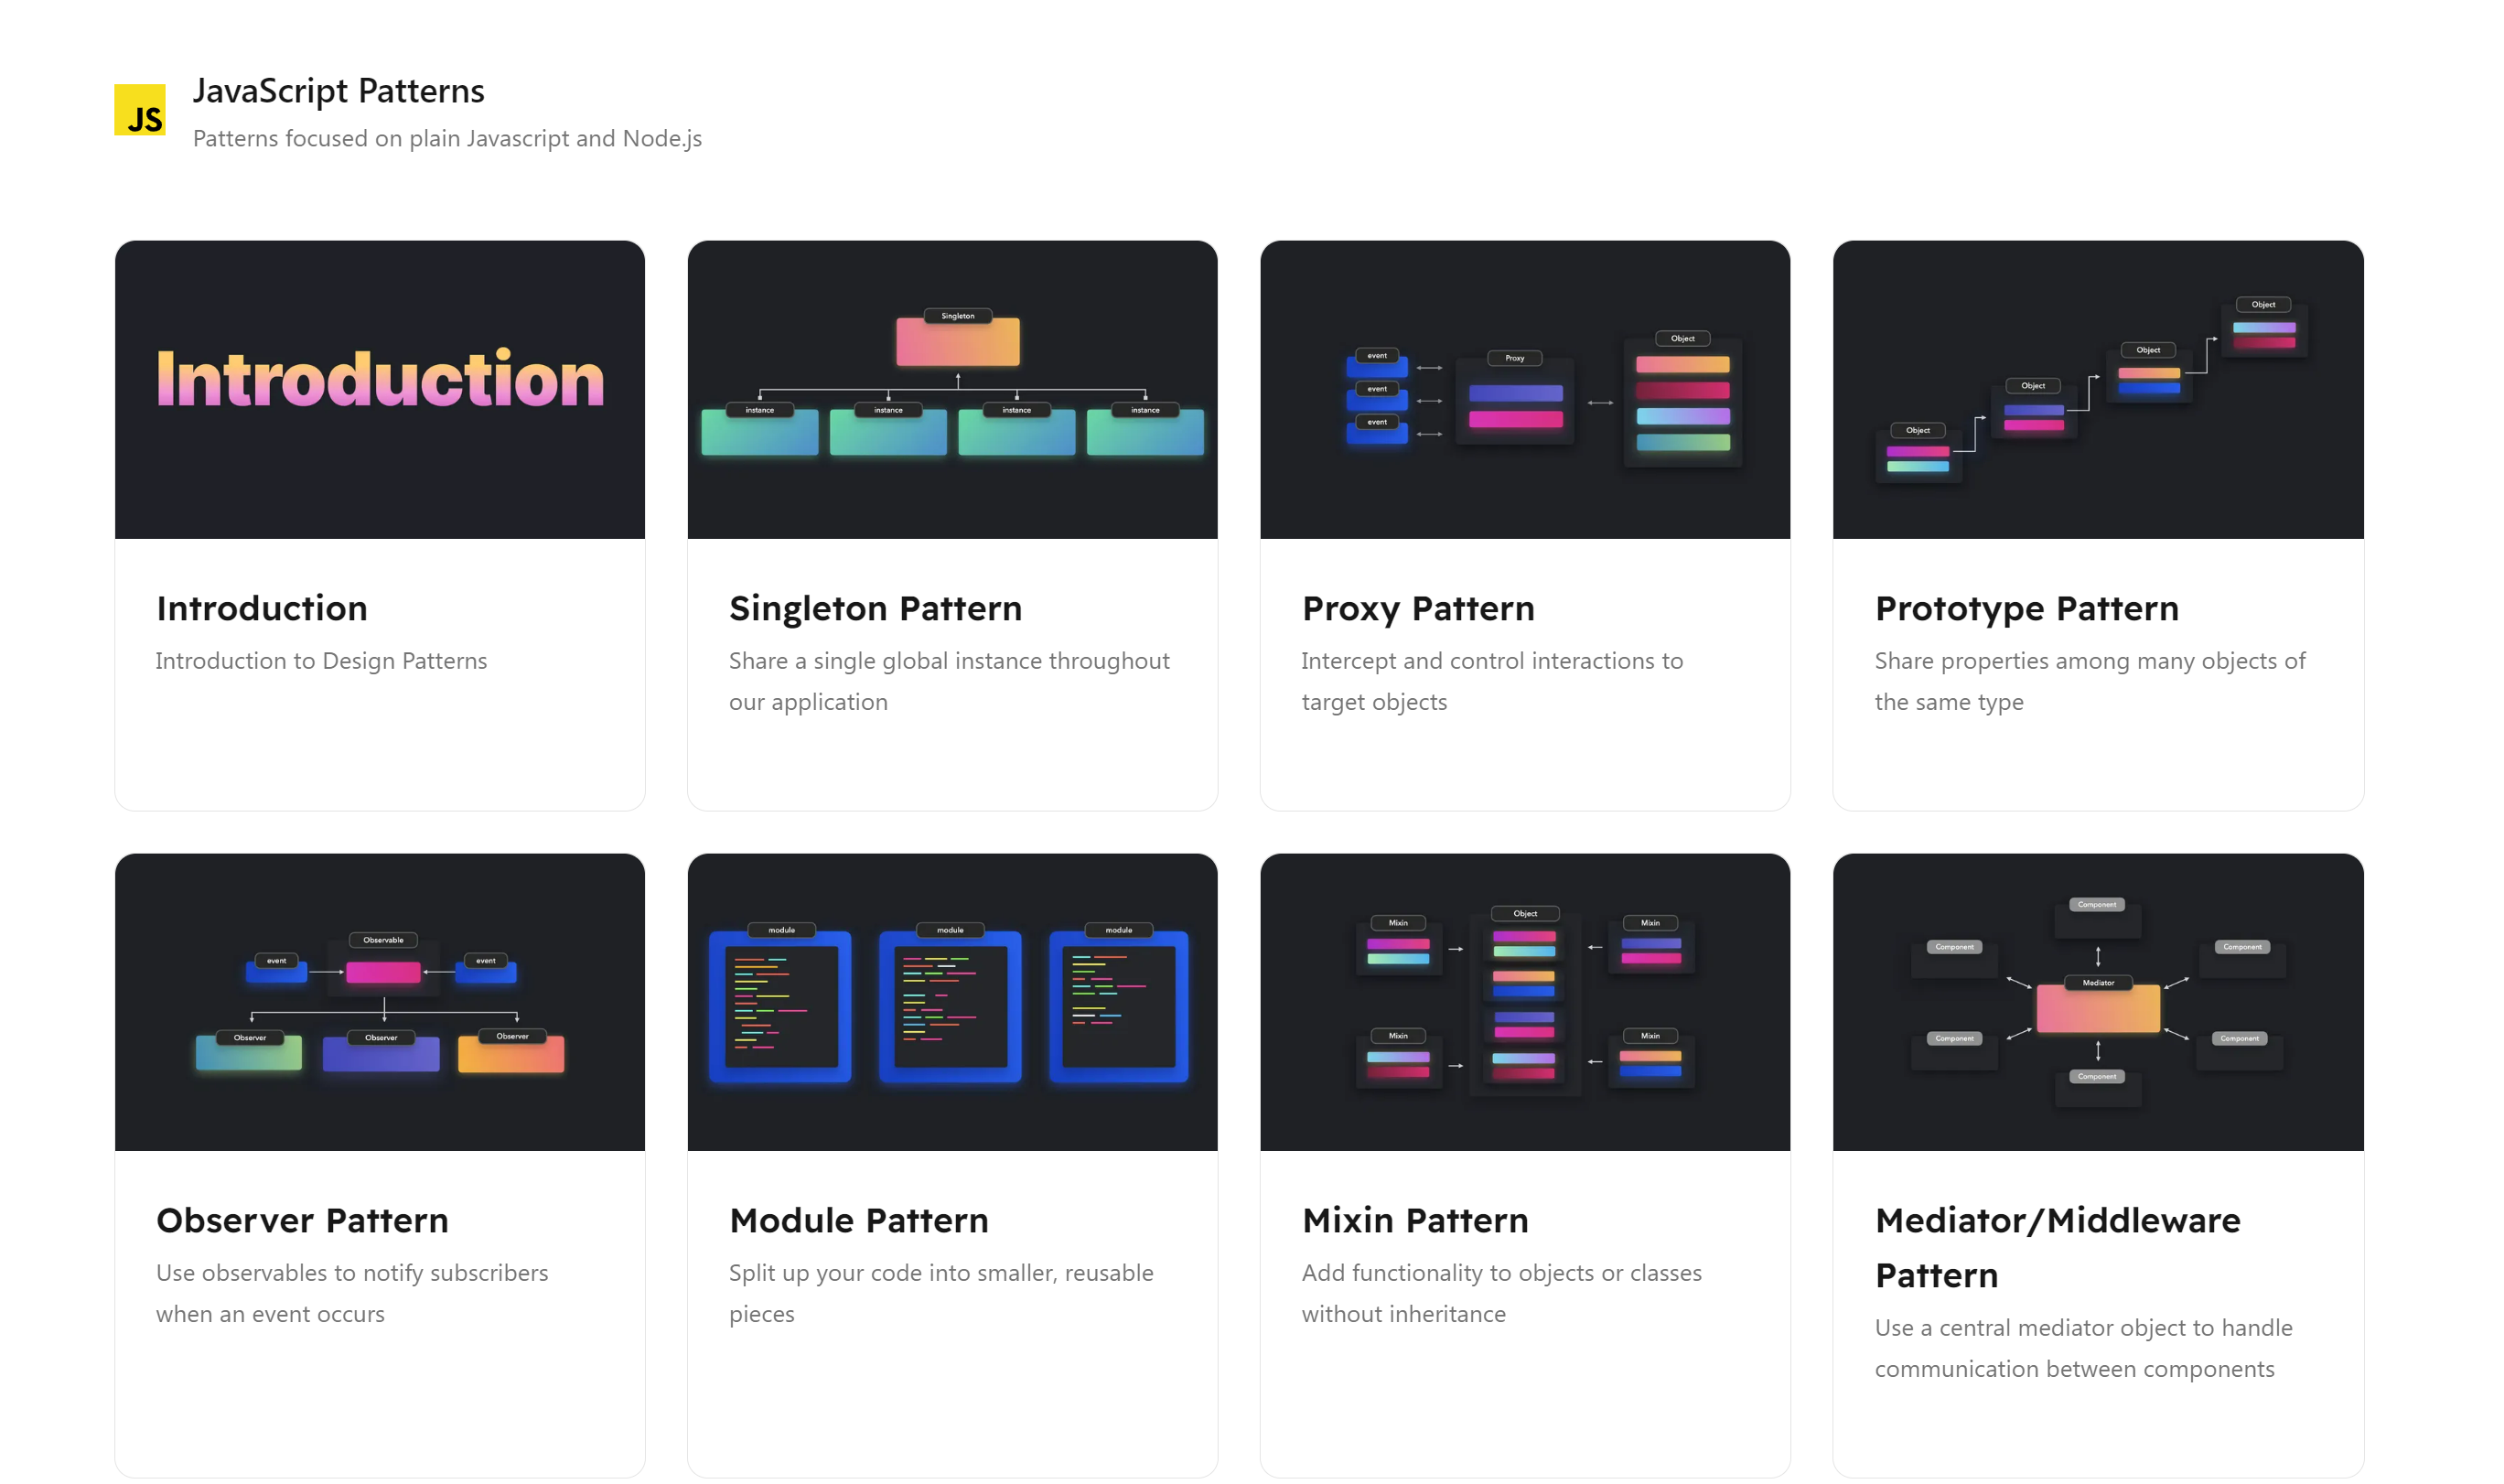 JS
JavaScript Patterns
Patterns focused on plain Javascript and Node.js
Introduction
Introduction
Introduction to Design Patterns
Singleton
instance
instance
instance
instance
Singleton Pattern
Share a single global instance throughout
our application
event
event
event
Proxy
Object
Proxy Pattern
Intercept and control interactions to
target objects
Object
Object
Object
Object
Prototype Pattern
Share properties among many objects of
the same type
Observable
event
event
Observer
Observer
Observer
Observer Pattern
Use observables to notify subscribers
when an event occurs
module
module
module
Module Pattern
Split up your code into smaller, reusable
pieces
Mixin
Object
Mixin
Mixin
Mixin
Mixin Pattern
Add functionality to objects or classes
without inheritance
Component
Component
Component
Mediator
Component
Component
Component
Mediator/Middleware
Pattern
Use a central mediator object to handle
communication between components